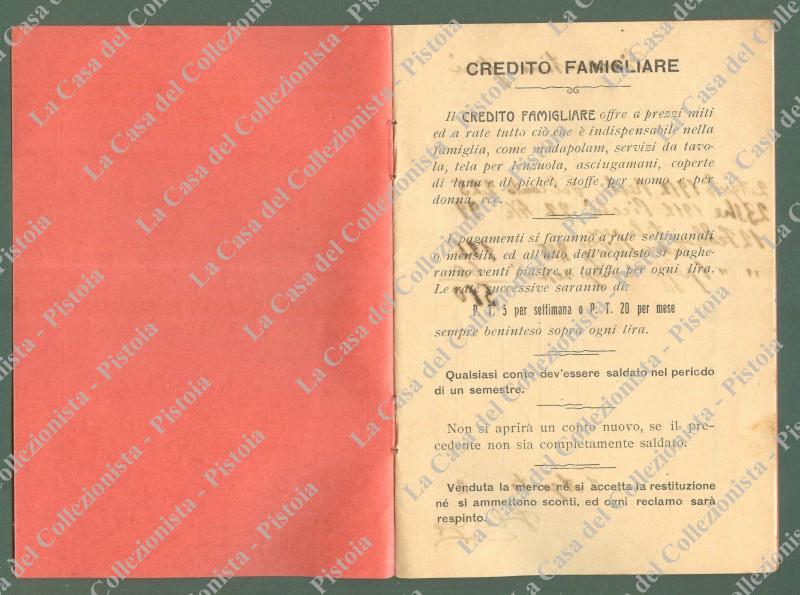 CREDITO FAMIGLIARE
Il CREDITO FAMIGLIARE offre a prezzi miti
ed a rate tutto ciò che è indispensabile nella
famiglia, come madapolam, servizi da tavo-
la, tela per lenzuola, asciugamani, coperte
di lana e di pichet, stoffe per uomo e per
donna, ecc.
I pagamenti si faranno a rate settimanali
o mensili, ed all'atto dell'acquisto si paghe-
ranno venti piastre a tariffa per ogni lira.
Le rate successive saranno di:
P. T. 5 per settimana o P. T. 20 per mese
sempre beninteso sopra ogni lira.
Qualsiasi conto dev'essere saldato nel periodo
di un semestre.
Non si aprirà un conto nuovo, se il pre-
cedente non sia completamente saldato.
Venduta la merce né si accetta la restituzione
né si ammettono sconti, ed ogni reclamo sarà
respinto.
La Casa del Collezionista - Pistoia